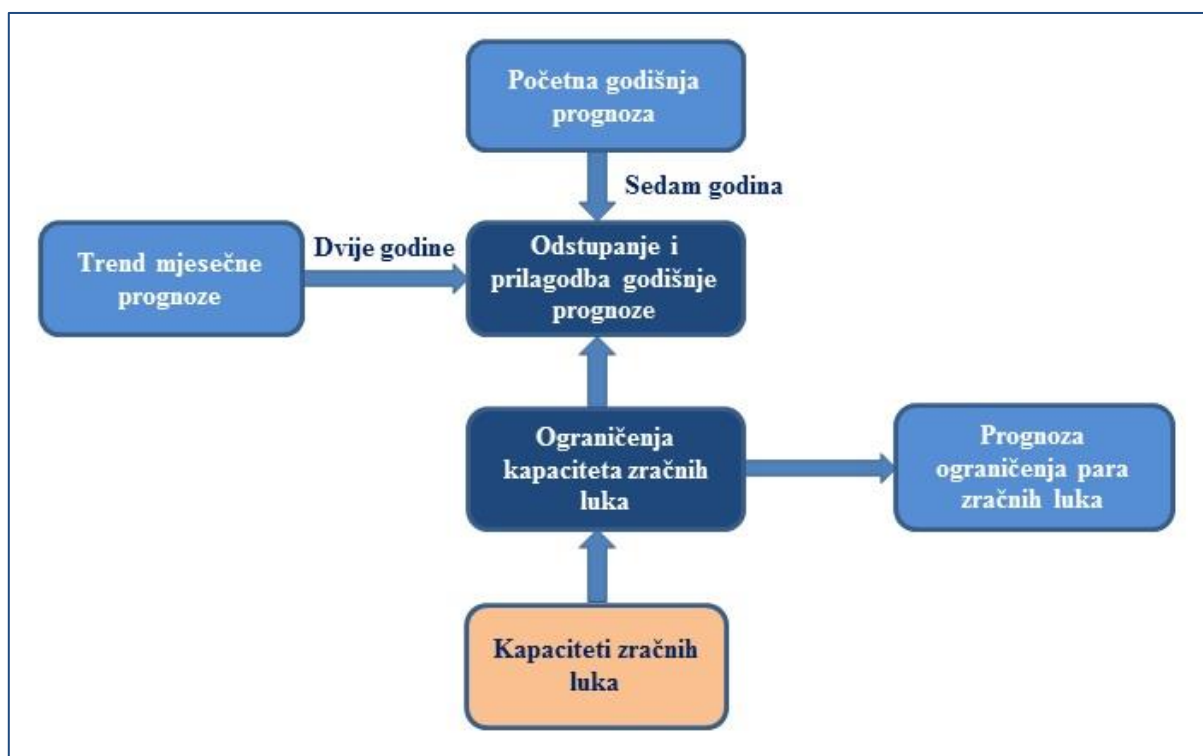 Početna godišnja
prognoza
Sedam godina
Trend mjesečne
prognoze
Dvije godine
Odstupanje i
prilagodba godišnje
prognoze
Ograničenja
kapaciteta zračnih
luka
Prognoza
ograničenja para
zračnih luka
Kapaciteti zračnih
luka